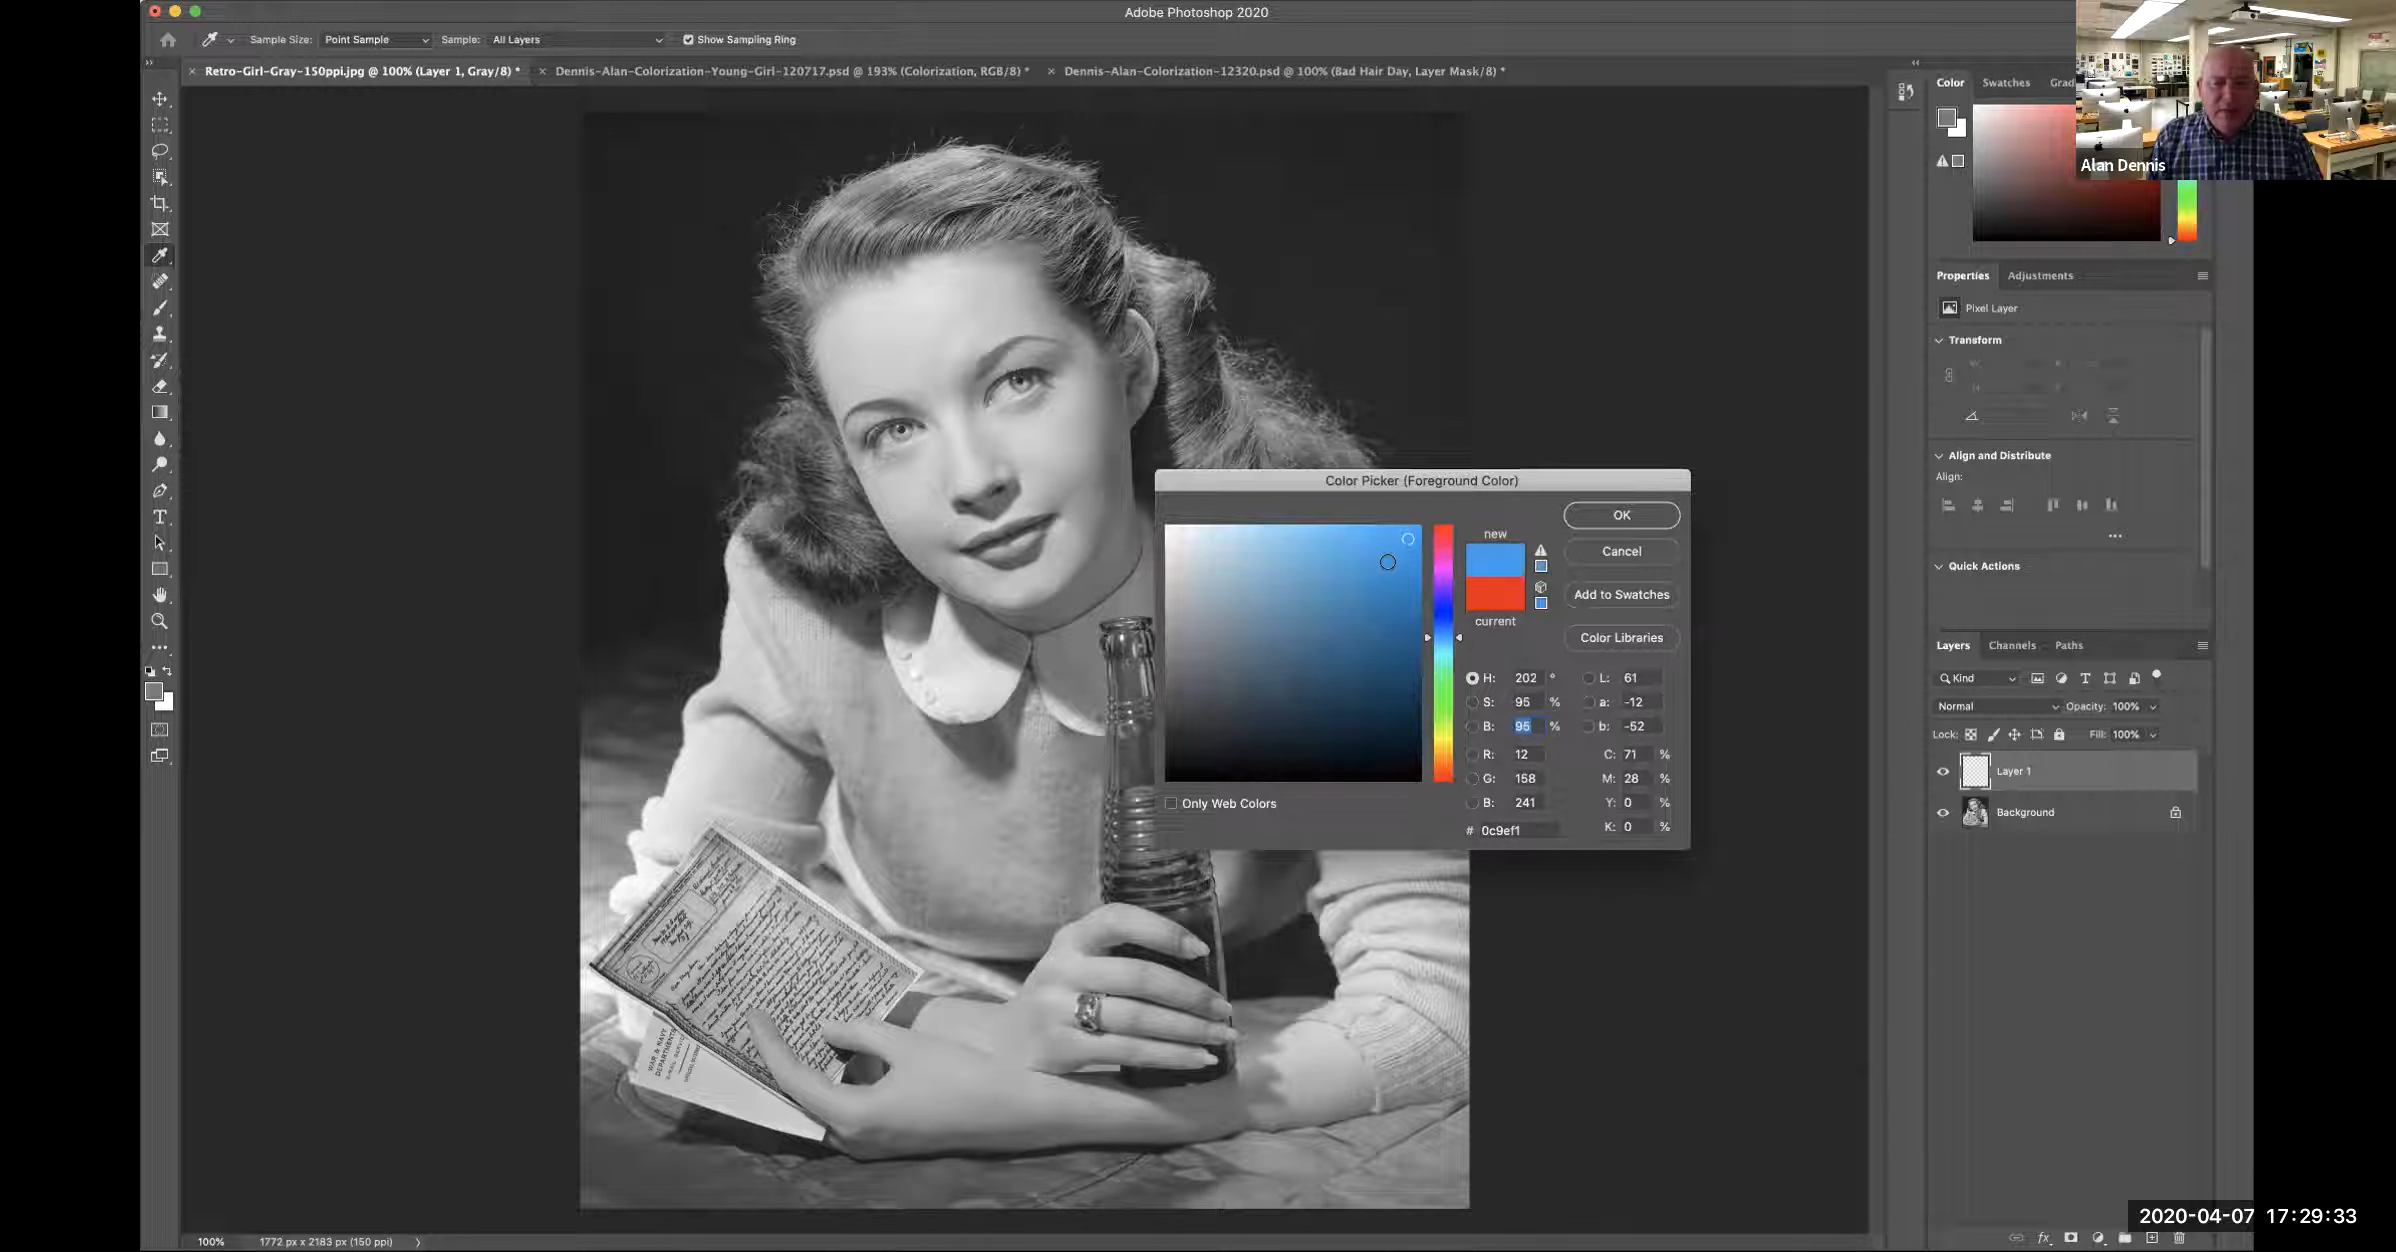 Adobe Photoshop 2020
Sample Size: Point Sample Sample: All Layers Show Sampling Ring
Retro-Girl-Gray-150ppi.jpg @ 100% (Layer 1, Gray/8) * Dennis-Alan-Colorization-Young-Girl-120717.psd @ 193% (Colorization, RGB/8) * Dennis-Alan-Colorization-12320.psd @ 100% (Bad Hair Day, Layer Mask/8) *
Color Swatches Grad
Alan Dennis
Properties Adjustments
Pixel Layer
Transform
Align and Distribute
Align:
Quick Actions
Color Picker (Foreground Color)
new
current
OK
Cancel
Add to Swatches
Color Libraries
H: 202 ° L: 61
S: 95 % a: -12
B: 95 % b: -52
R: 12 C: 71 %
G: 158 M: 28 %
B: 241 Y: 0 %
# 0c9ef1 K: 0 %
Only Web Colors
Layers Channels Paths
Kind
Normal Opacity: 100%
Lock: Fill: 100%
Layer 1
Background
WAR & NAVY
DEPARTMENTS
2020-04-07 17:29:33
100% 1772 px x 2183 px (150 ppi)